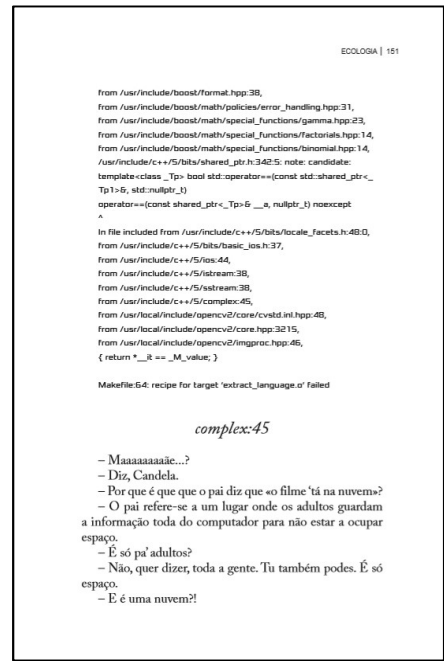 ECOLOGIA | 151
from /usr/include/boost/format.hpp:38,
from /usr/include/boost/math/policies/error_handling.hpp:31,
from /usr/include/boost/math/special_functions/gamma.hpp:23,
from /usr/include/boost/math/special_functions/factorials.hpp:14,
from /usr/include/boost/math/special_functions/binomial.hpp:14,
/usr/include/c++/5/bits/shared_ptr.h:342:5: note: candidate:
template<class _Tp> bool std::operator==(const std::shared_ptr<_
Tp1>&, std::nullptr_t)
operator==(const shared_ptr<_Tp>& __a, nullptr_t) noexcept
^
In file included from /usr/include/c++/5/bits/locale_facets.h:48:0,
from /usr/include/c++/5/bits/basic_ios.h:37,
from /usr/include/c++/5/ios:44,
from /usr/include/c++/5/istream:38,
from /usr/include/c++/5/sstream:38,
from /usr/include/c++/5/complex:45,
from /usr/local/include/opencv2/core/cvstd.inl.hpp:48,
from /usr/local/include/opencv2/core.hpp:3215,
from /usr/local/include/opencv2/imgproc.hpp:46,
{ return *__it == _M_value; }
Makefile:64: recipe for target 'extract_language.o' failed
complex:45
– Maaaaaaaaãe...?
– Diz, Candela.
– Por que é que que o pai diz que «o filme ‘tá na nuvem»?
– O pai refere-se a um lugar onde os adultos guardam
a informação toda do computador para não estar a ocupar
espaço.
– É só pa’ adultos?
– Não, quer dizer, toda a gente. Tu também podes. É só
espaço.
– E é uma nuvem?!